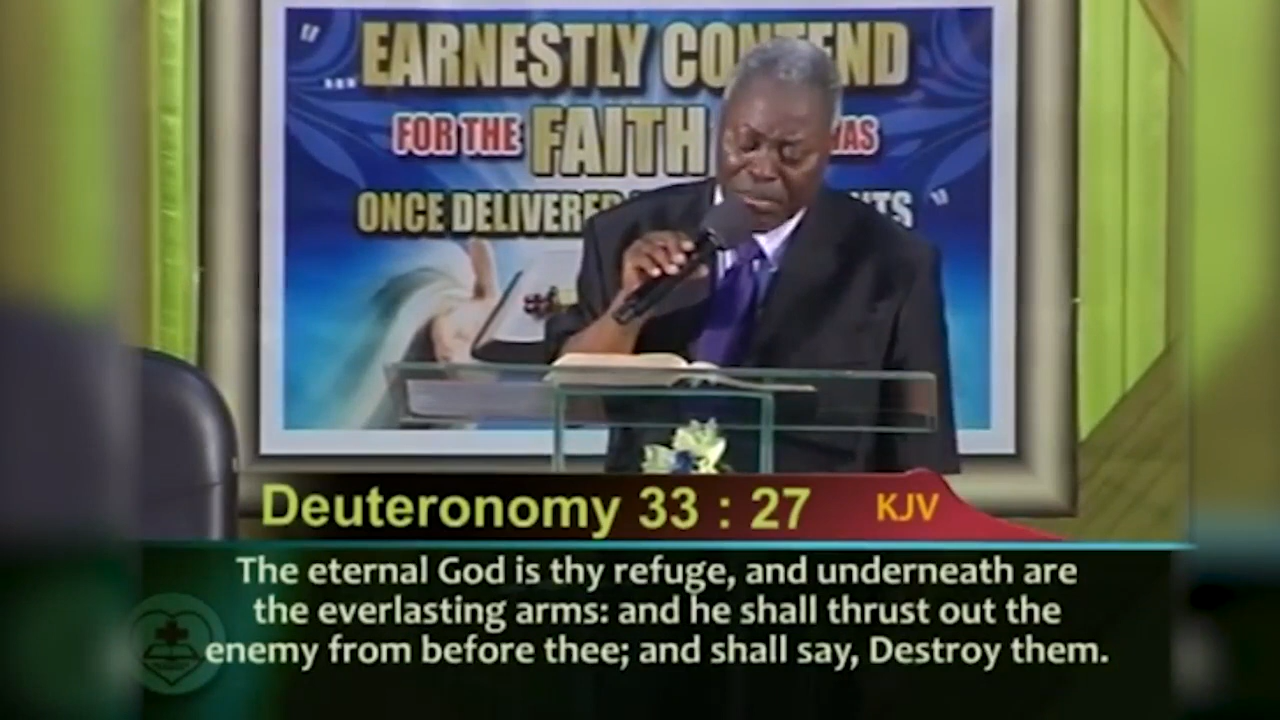 "
...EARNESTLY CONTEND
FOR THE FAITH WAS
ONCE DELIVERED
"
Deuteronomy 33 : 27 KJV
The eternal God is thy refuge, and underneath are
the everlasting arms: and he shall thrust out the
enemy from before thee; and shall say, Destroy them.